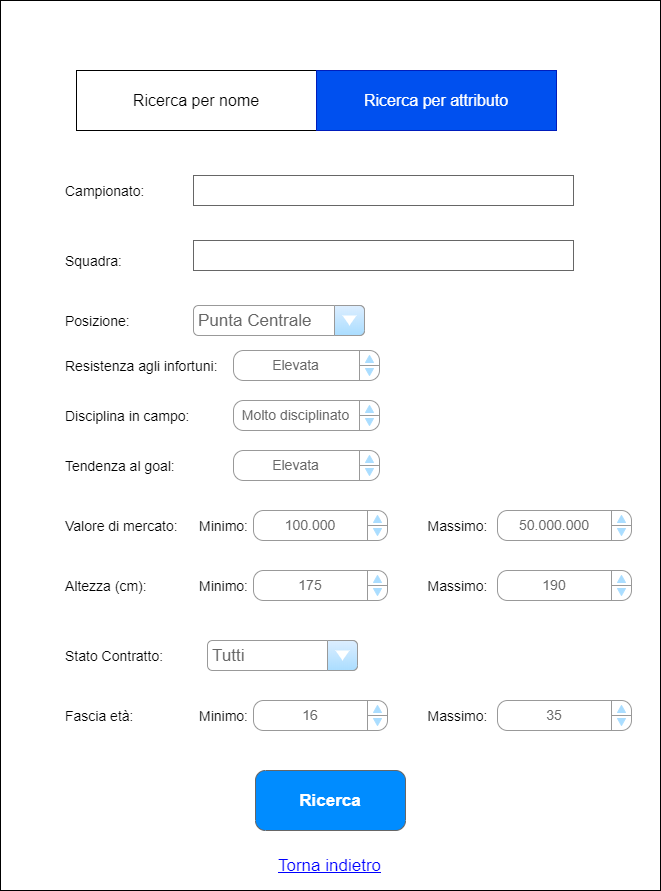 Ricerca per nome Ricerca per attributo
Campionato:
Squadra:
Posizione: Punta Centrale
Resistenza agli infortuni: Elevata
Disciplina in campo: Molto disciplinato
Tendenza al goal: Elevata
Valore di mercato: Minimo: 100.000 Massimo: 50.000.000
Altezza (cm): Minimo: 175 Massimo: 190
Stato Contratto: Tutti
Fascia età: Minimo: 16 Massimo: 35
Ricerca
Torna indietro